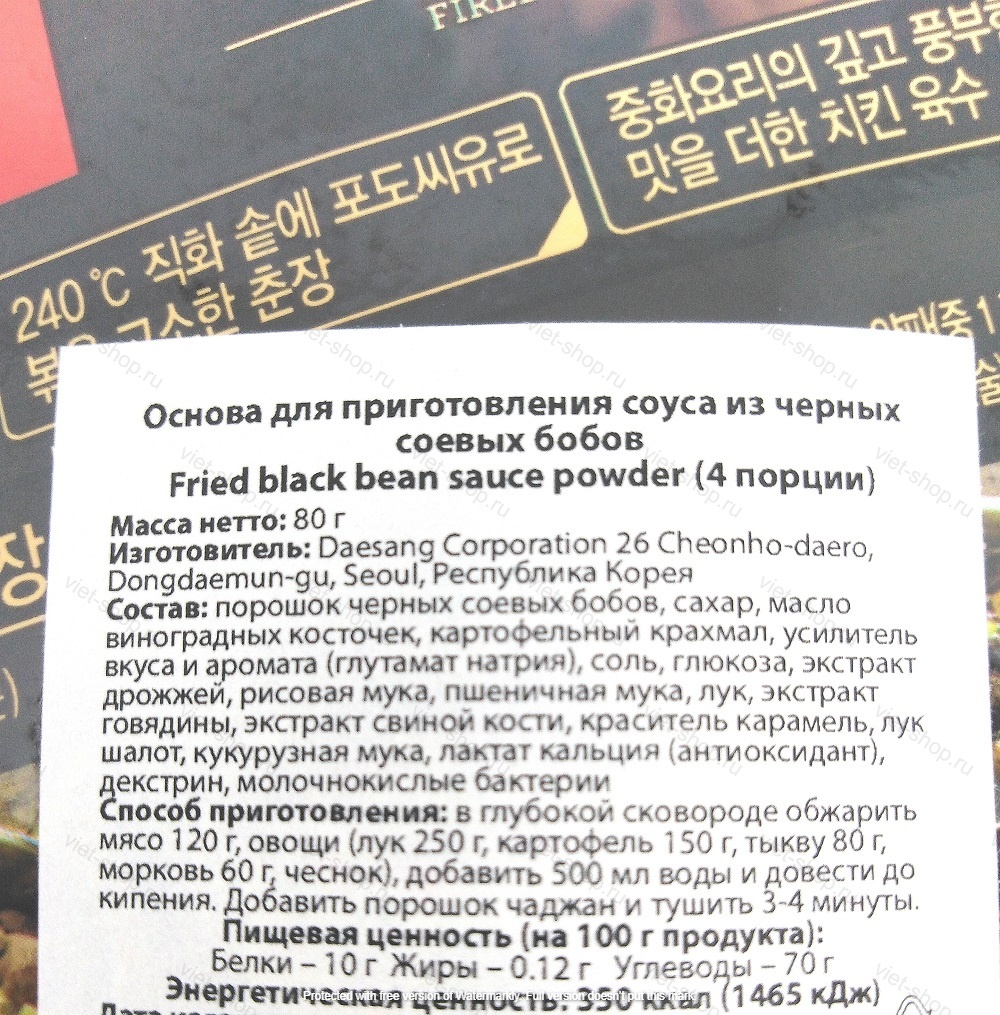 중화요리의 깊고
맛을 더한 치킨 육수
240℃ 직화 솥에 포도씨유로
고소한 춘장
Основа для приготовления соуса из черных
соевых бобов
Fried black bean sauce powder (4 порции)
Масса нетто: 80 г
Изготовитель: Daesang Corporation 26 Cheonho-daero,
Dongdaemun-gu, Seoul, Республика Корея
Состав: порошок черных соевых бобов, сахар, масло
виноградных косточек, картофельный крахмал, усилитель
вкуса и аромата (глутамат натрия), соль, глюкоза, экстракт
дрожжей, рисовая мука, пшеничная мука, лук, экстракт
говядины, экстракт свиной кости, краситель карамель, лук
шалот, кукурузная мука, лактат кальция (антиоксидант),
декстрин, молочнокислые бактерии
Способ приготовления: в глубокой сковороде обжарить
мясо 120 г, овощи (лук 250 г, картофель 150 г, тыкву 80 г,
морковь 60 г, чеснок), добавить 500 мл воды и довести до
кипения. Добавить порошок чаджан и тушить 3-4 минуты.
Пищевая ценность (на 100 г продукта):
Белки – 10 г Жиры – 0.12 г Углеводы – 70 г
ценность: 350 ккал (1465 кДж)
Protected with free version of Watermarkly. Full version doesn't put this mark.
viet-shop.ru